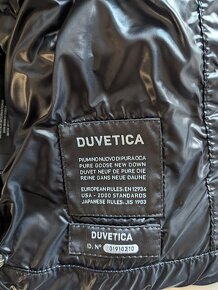 DUVETICA
PIUMINO NUOVO DI PURA OCA
PURE GOOSE NEW DOWN
DUVET NEUF DE PURE OIE
REINE GANS NEUE DAUNE
EUROPEAN RULES: EN 12934
USA - 2000 STANDARDS
JAPANESE RULES: JIS 1903
DUVETICA
I.D. N° 01910210